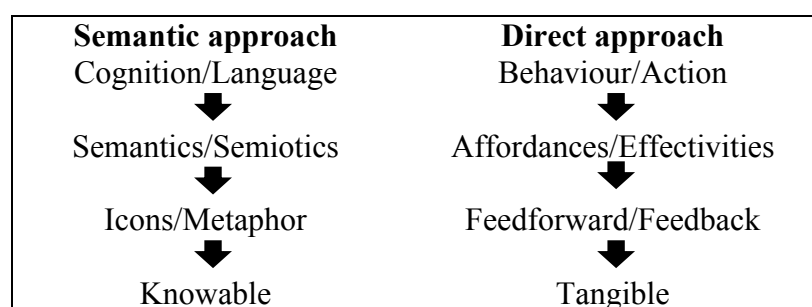 Semantic approach
Cognition/Language
Semantics/Semiotics
Icons/Metaphor
Knowable
Direct approach
Behaviour/Action
Affordances/Effectivities
Feedforward/Feedback
Tangible